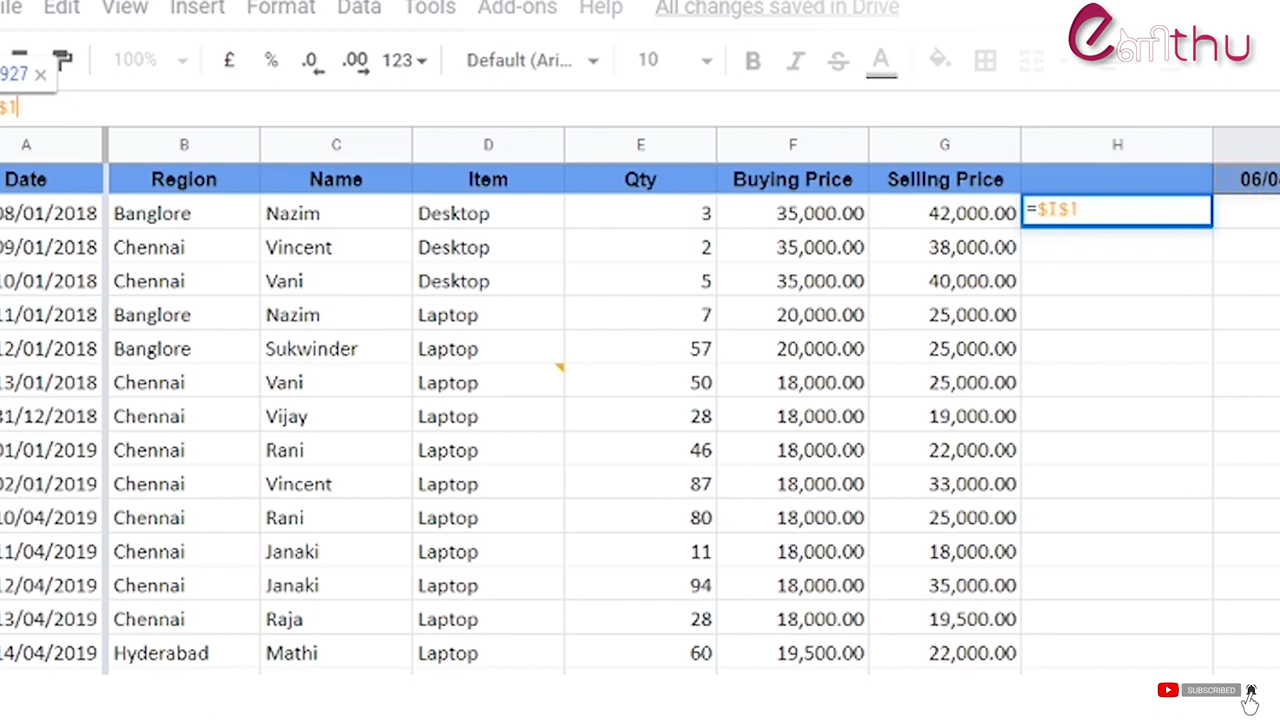 ile Edit View Insert Format Data Tools Add-ons Help All changes saved in Drive
eஎளிthu
927 ×
100% £ % .0 .00 123 Default (Ari... 10 B I S A
$1
A B C D E F G H
Date Region Name Item Qty Buying Price Selling Price 06/0
08/01/2018 Banglore Nazim Desktop 3 35,000.00 42,000.00 =$I$1
09/01/2018 Chennai Vincent Desktop 2 35,000.00 38,000.00
10/01/2018 Chennai Vani Desktop 5 35,000.00 40,000.00
11/01/2018 Banglore Nazim Laptop 7 20,000.00 25,000.00
12/01/2018 Banglore Sukwinder Laptop 57 20,000.00 25,000.00
13/01/2018 Chennai Vani Laptop 50 18,000.00 25,000.00
31/12/2018 Chennai Vijay Laptop 28 18,000.00 19,000.00
01/01/2019 Chennai Rani Laptop 46 18,000.00 22,000.00
02/01/2019 Chennai Vincent Laptop 87 18,000.00 33,000.00
10/04/2019 Chennai Rani Laptop 80 18,000.00 25,000.00
11/04/2019 Chennai Janaki Laptop 11 18,000.00 18,000.00
12/04/2019 Chennai Janaki Laptop 94 18,000.00 35,000.00
13/04/2019 Chennai Raja Laptop 28 18,000.00 19,500.00
14/04/2019 Hyderabad Mathi Laptop 60 19,500.00 22,000.00
SUBSCRIBED